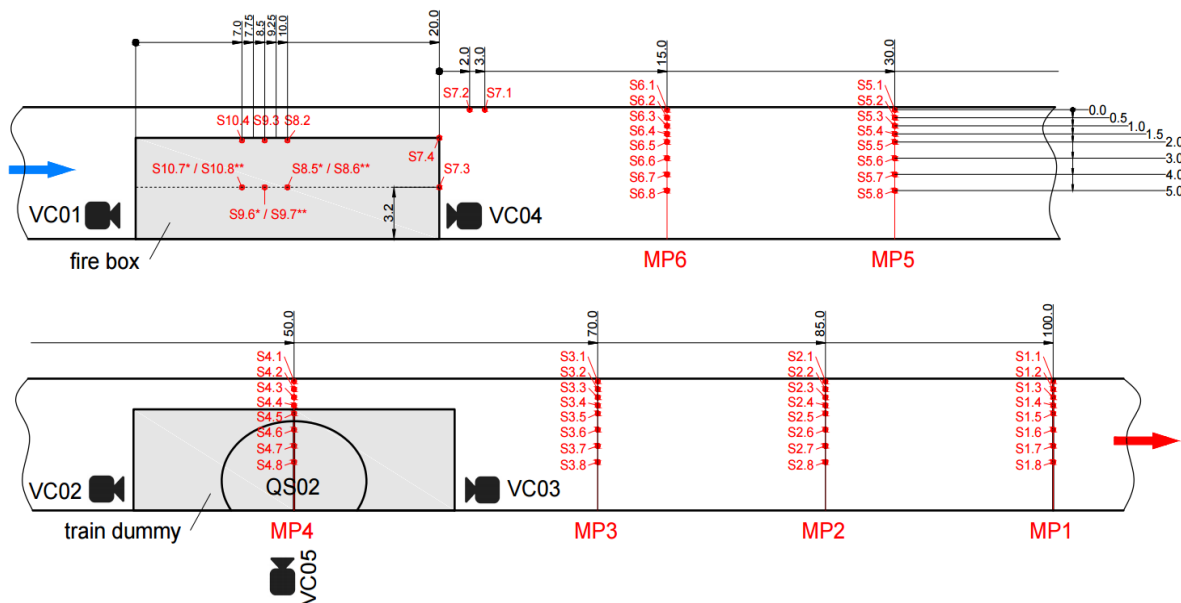 7.0
7.75
8.5
9.25
10.0
20.0
2.0
3.0
15.0
30.0
S7.2
S7.1
S6.1
S6.2
S6.3
S6.4
S6.5
S6.6
S6.7
S6.8
S5.1
S5.2
S5.3
S5.4
S5.5
S5.6
S5.7
S5.8
0.0
0.5
1.0
1.5
2.0
3.0
4.0
5.0
S10.4
S9.3
S8.2
S7.4
S10.7* / S10.8**
S8.5* / S8.6**
S7.3
S9.6* / S9.7**
3.2
VC01
VC04
fire box
MP6
MP5
50.0
70.0
85.0
100.0
S4.1
S4.2
S4.3
S4.4
S4.5
S4.6
S4.7
S4.8
S3.1
S3.2
S3.3
S3.4
S3.5
S3.6
S3.7
S3.8
S2.1
S2.2
S2.3
S2.4
S2.5
S2.6
S2.7
S2.8
S1.1
S1.2
S1.3
S1.4
S1.5
S1.6
S1.7
S1.8
VC02
QS02
VC03
train dummy
MP4
MP3
MP2
MP1
VC05